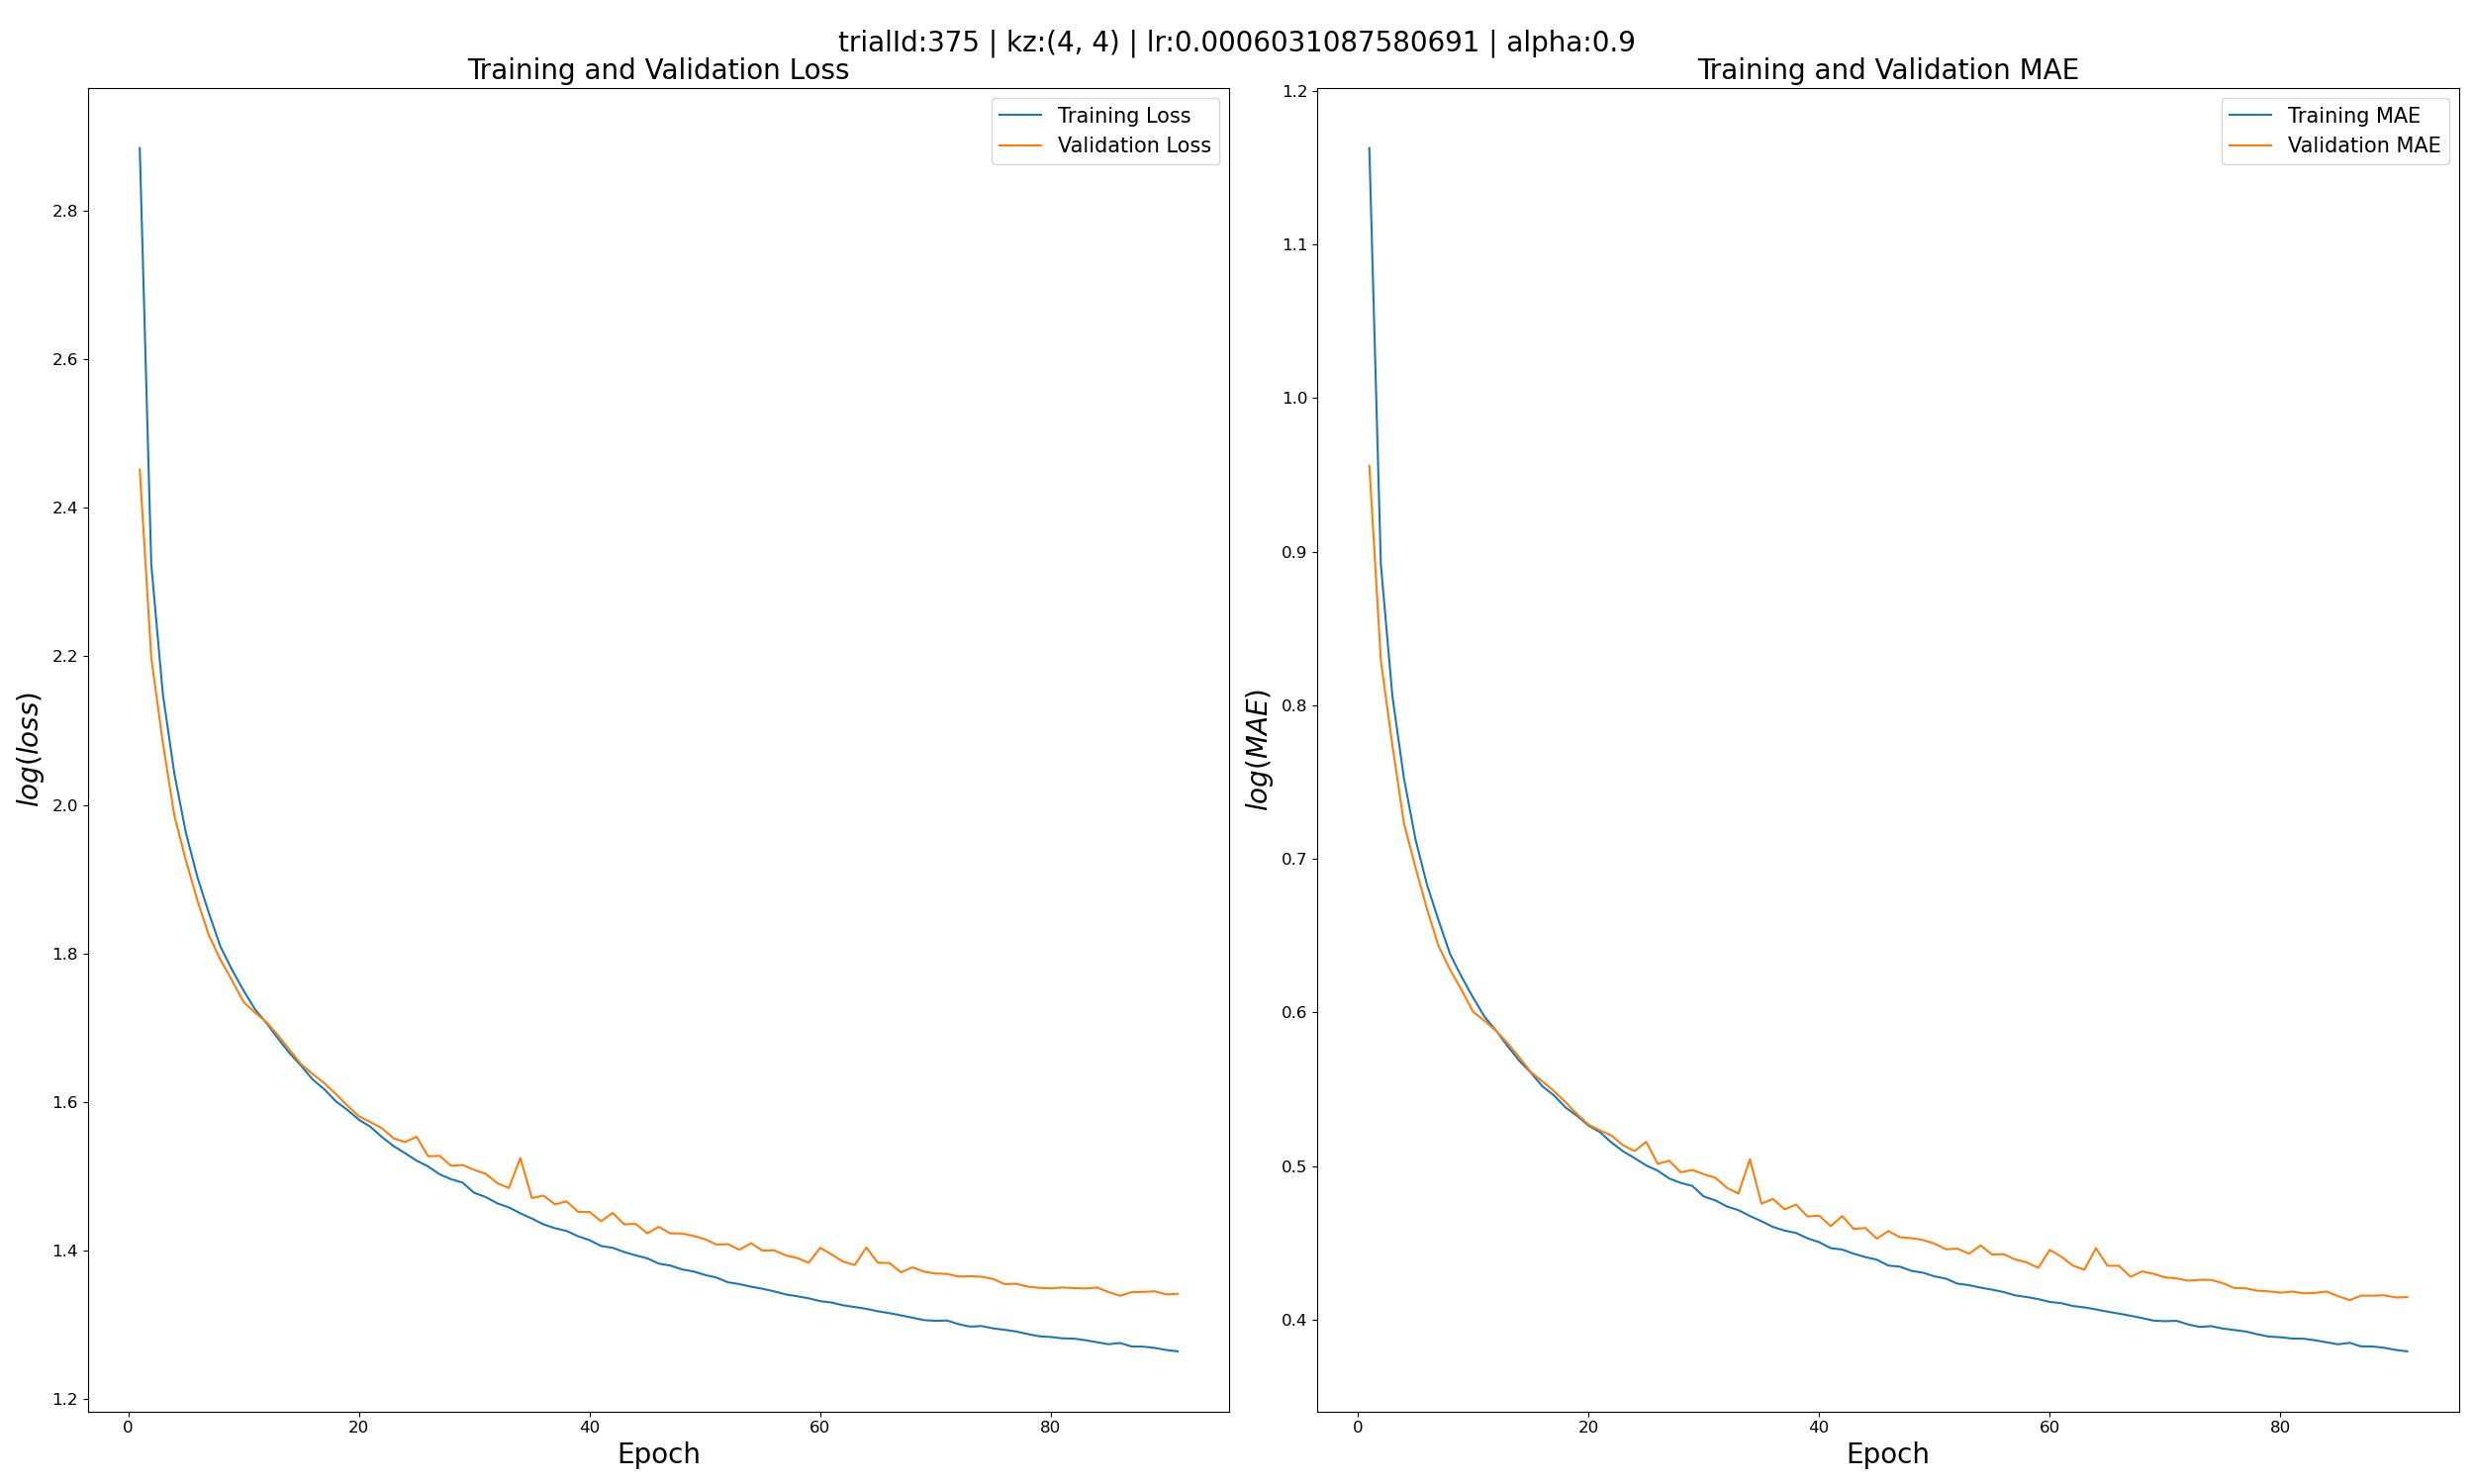 trialId:375 | kz:(4, 4) | lr:0.0006031087580691 | alpha:0.9
Training and Validation Loss
Training Loss
Validation Loss
2.8
2.6
2.4
2.2
2.0
1.8
1.6
1.4
1.2
log(loss)
0 20 40 60 80
Epoch
Training and Validation MAE
Training MAE
Validation MAE
1.2
1.1
1.0
0.9
0.8
0.7
0.6
0.5
0.4
log(MAE)
0 20 40 60 80
Epoch